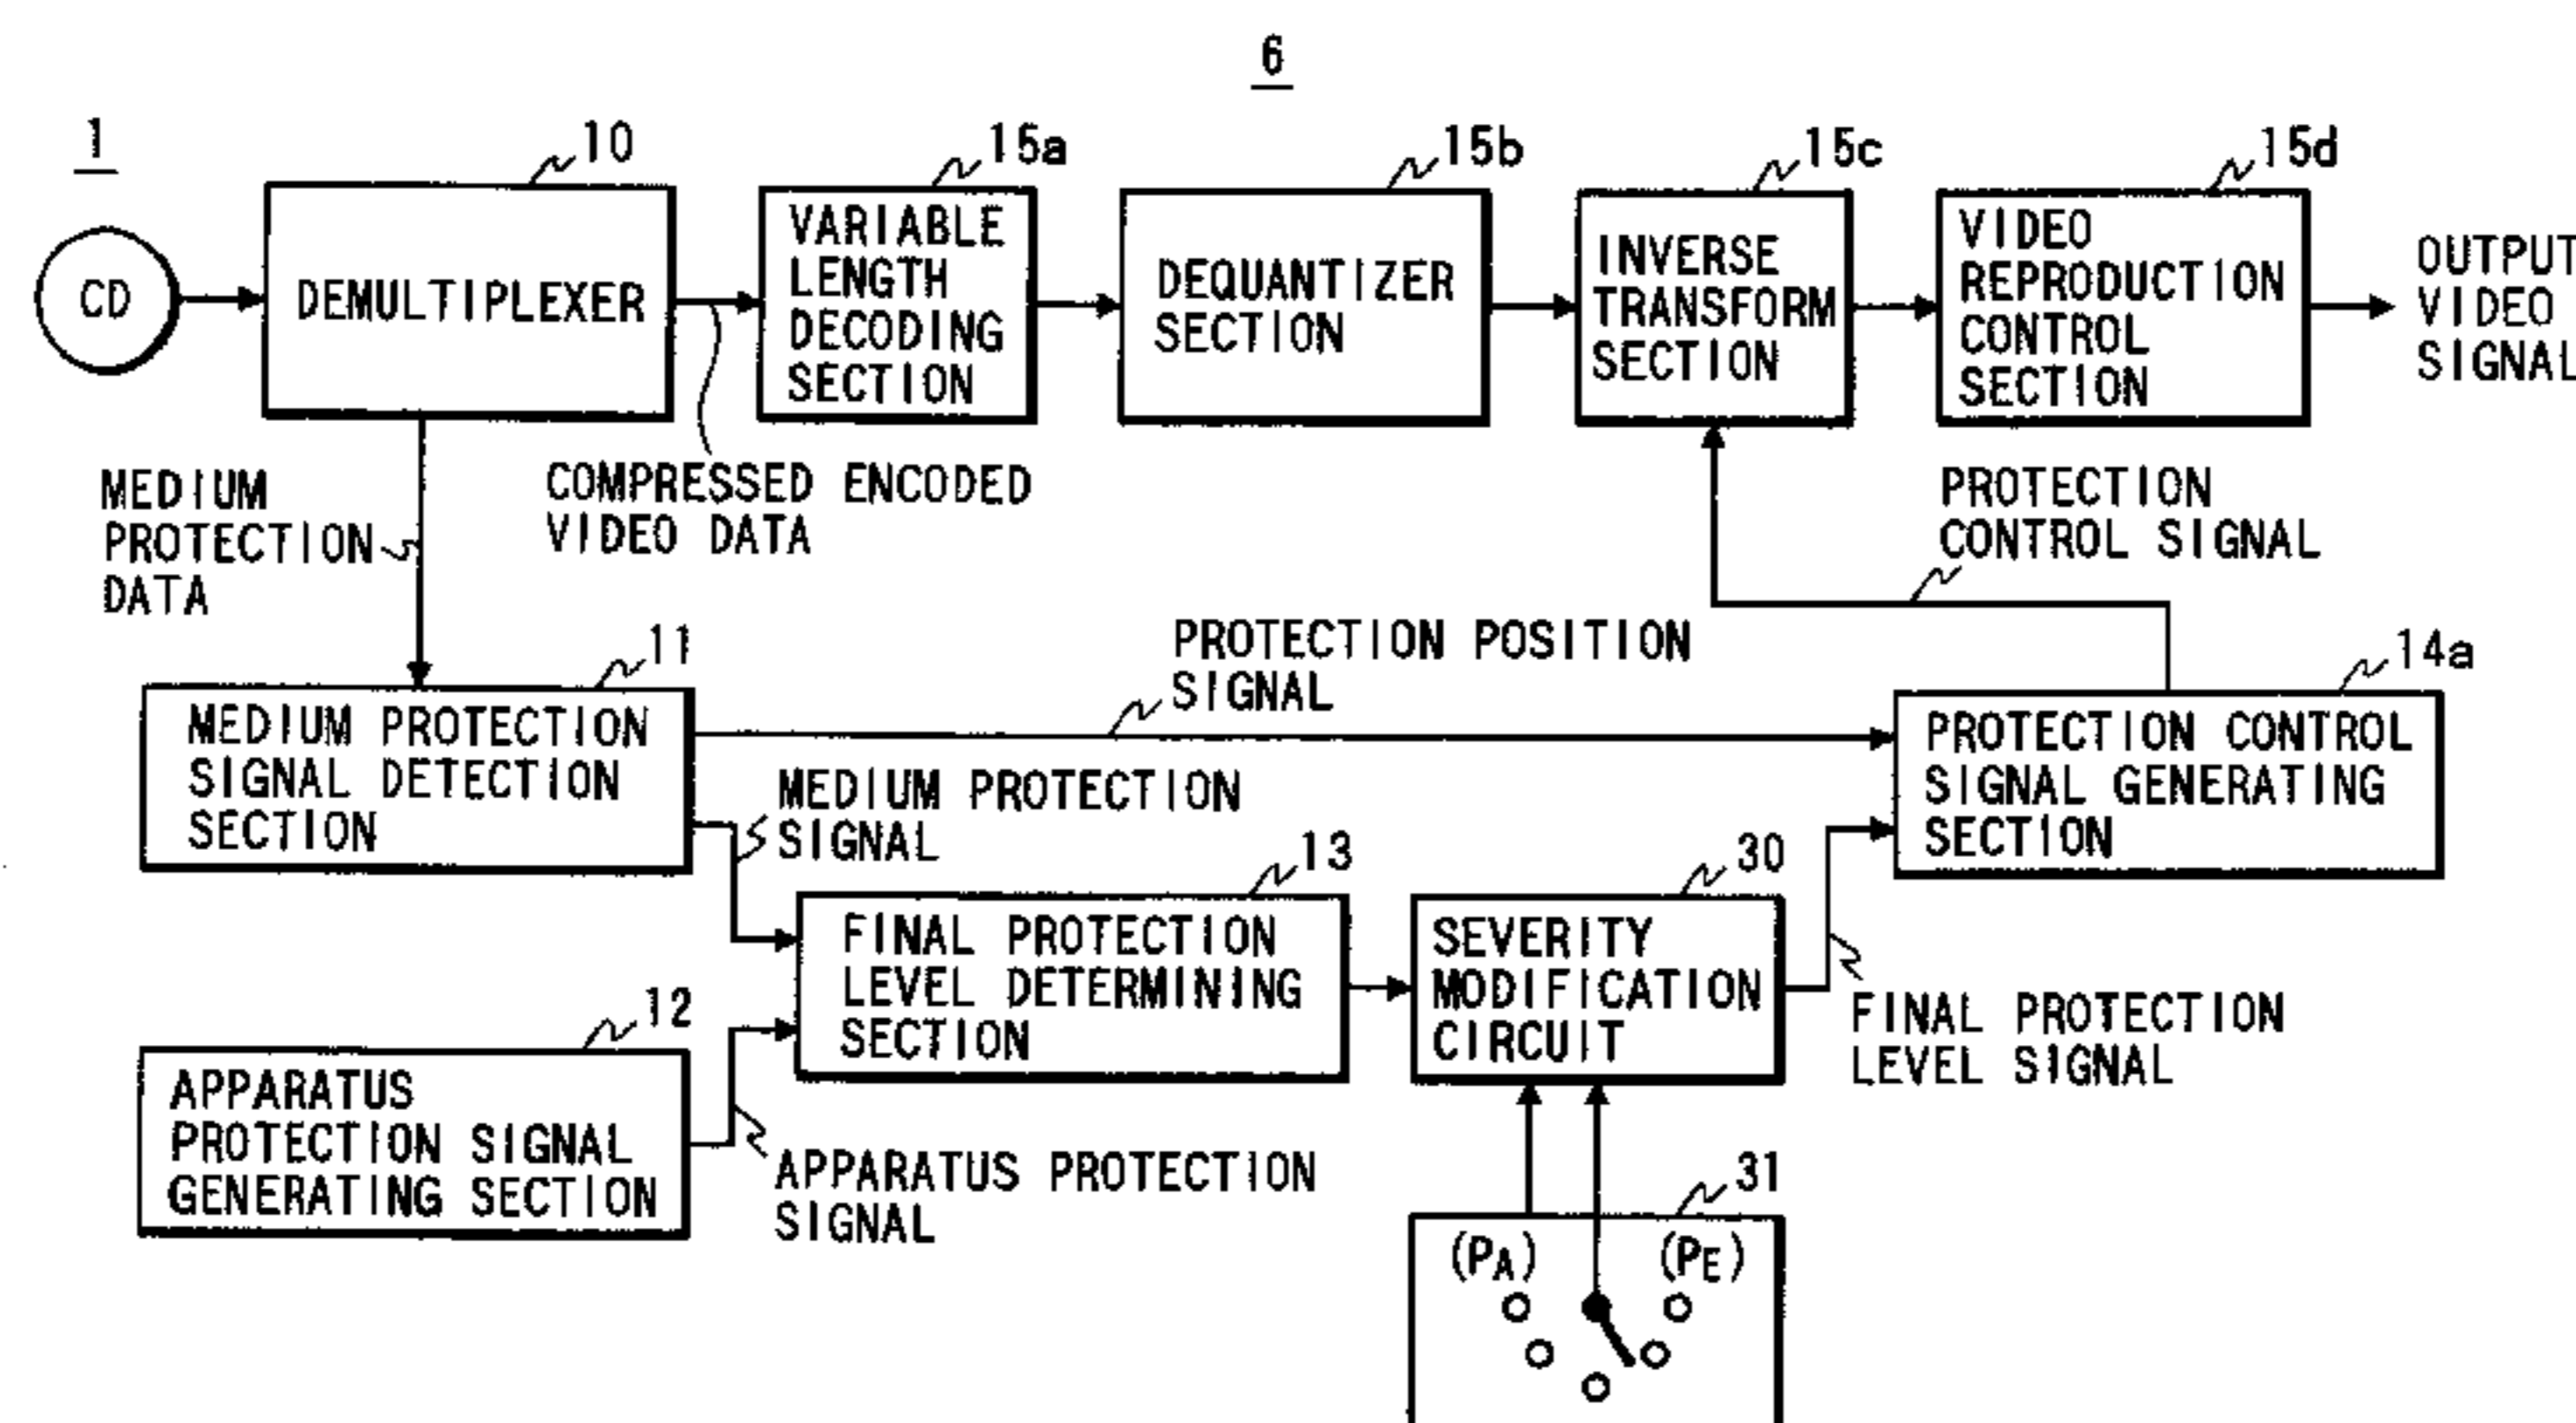 6
1
10
15a
15b
15c
15d
CD
DEMULTIPLEXER
VARIABLE
LENGTH
DECODING
SECTION
DEQUANTIZER
SECTION
INVERSE
TRANSFORM
SECTION
VIDEO
REPRODUCTION
CONTROL
SECTION
OUTPUT
VIDEO
SIGNAL
MEDIUM
PROTECTION
DATA
COMPRESSED ENCODED
VIDEO DATA
PROTECTION
CONTROL SIGNAL
11
PROTECTION POSITION
SIGNAL
14a
MEDIUM PROTECTION
SIGNAL DETECTION
SECTION
PROTECTION CONTROL
SIGNAL GENERATING
SECTION
MEDIUM PROTECTION
SIGNAL
13
30
FINAL PROTECTION
LEVEL DETERMINING
SECTION
SEVERITY
MODIFICATION
CIRCUIT
FINAL PROTECTION
LEVEL SIGNAL
12
APPARATUS
PROTECTION SIGNAL
GENERATING SECTION
APPARATUS PROTECTION
SIGNAL
31
(PA)
(PE)